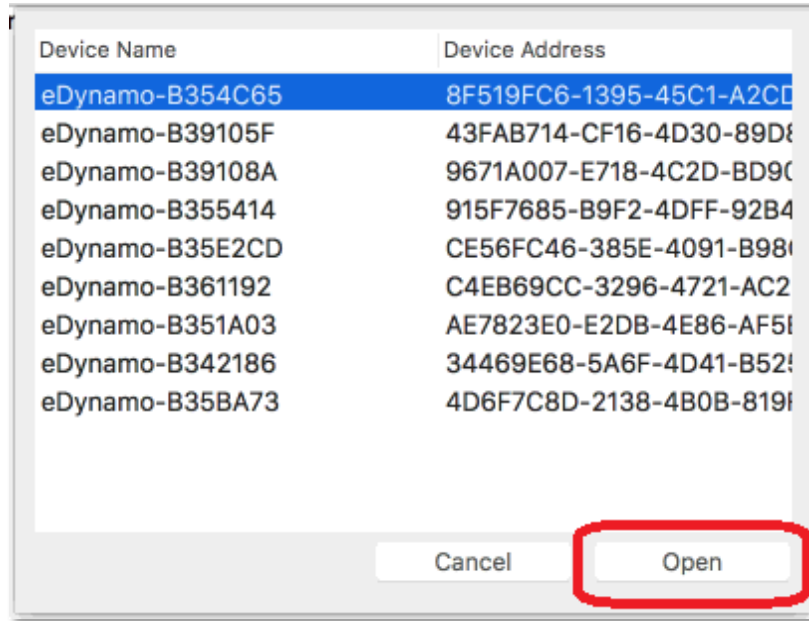 Device Name Device Address
eDynamo-B354C65 8F519FC6-1395-45C1-A2CD
eDynamo-B39105F 43FAB714-CF16-4D30-89D8
eDynamo-B39108A 9671A007-E718-4C2D-BD90
eDynamo-B355414 915F7685-B9F2-4DFF-92B4
eDynamo-B35E2CD CE56FC46-385E-4091-B980
eDynamo-B361192 C4EB69CC-3296-4721-AC2
eDynamo-B351A03 AE7823E0-E2DB-4E86-AF5
eDynamo-B342186 34469E68-5A6F-4D41-B525
eDynamo-B35BA73 4D6F7C8D-2138-4B0B-819
Cancel Open